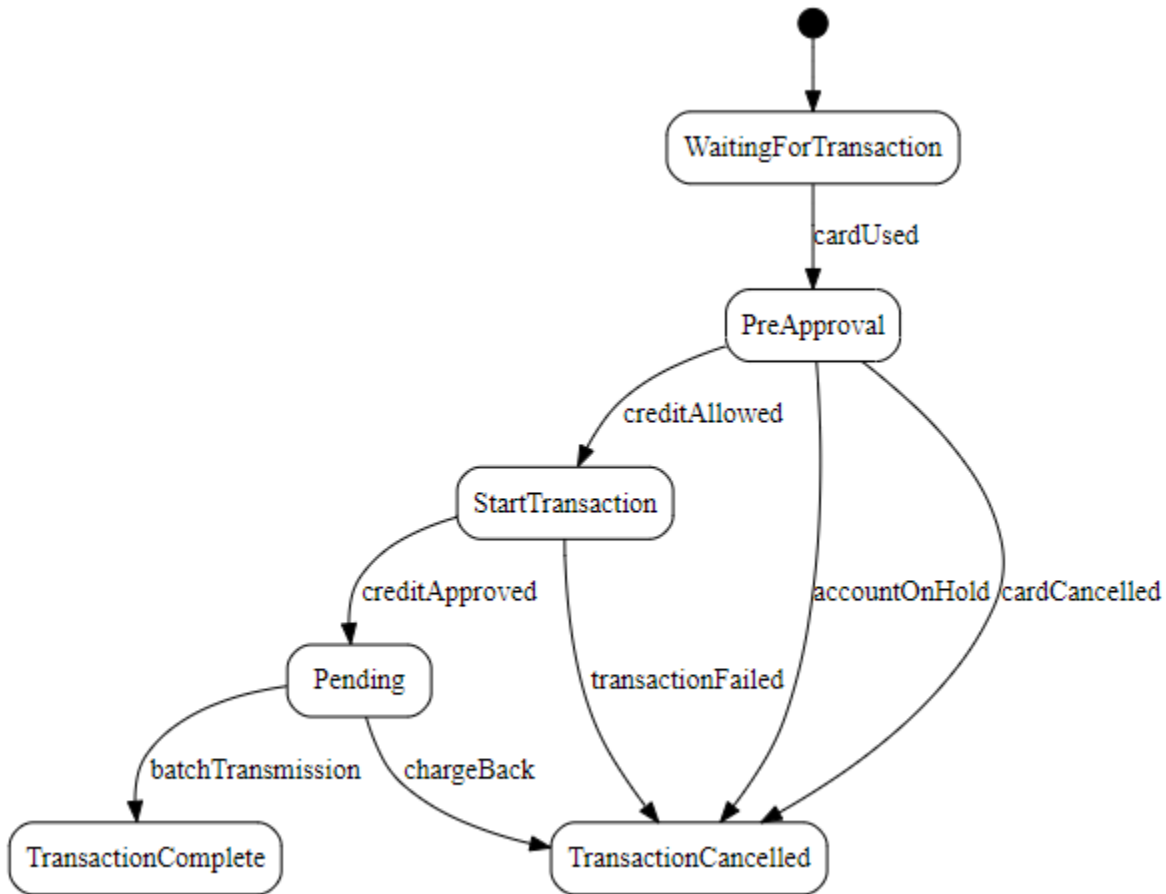 WaitingForTransaction
cardUsed
PreApproval
creditAllowed
StartTransaction
creditApproved
accountOnHold
cardCancelled
Pending
transactionFailed
batchTransmission
chargeBack
TransactionComplete
TransactionCancelled